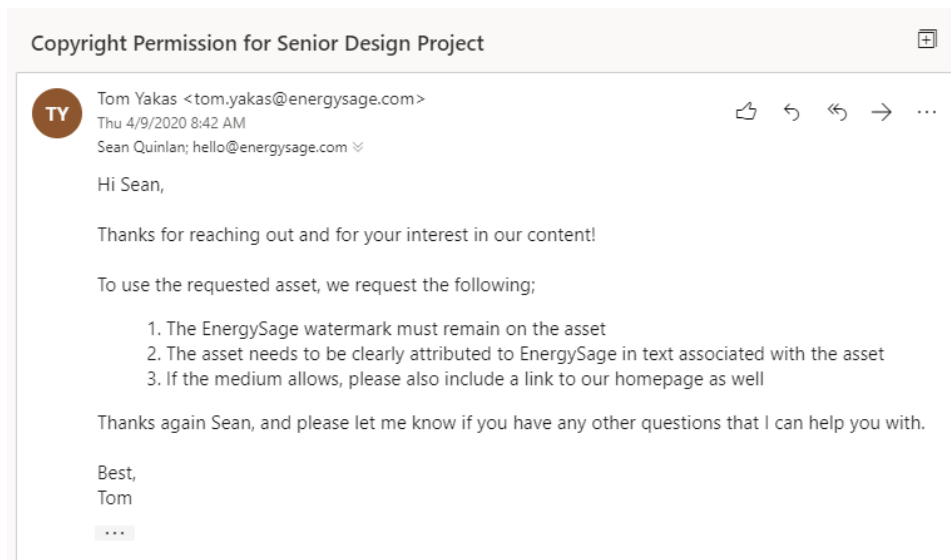 Copyright Permission for Senior Design Project
TY
Tom Yakas <tom.yakas@energysage.com>
Thu 4/9/2020 8:42 AM
Sean Quinlan; hello@energysage.com
Hi Sean,
Thanks for reaching out and for your interest in our content!
To use the requested asset, we request the following;
1. The EnergySage watermark must remain on the asset
2. The asset needs to be clearly attributed to EnergySage in text associated with the asset
3. If the medium allows, please also include a link to our homepage as well
Thanks again Sean, and please let me know if you have any other questions that I can help you with.
Best,
Tom